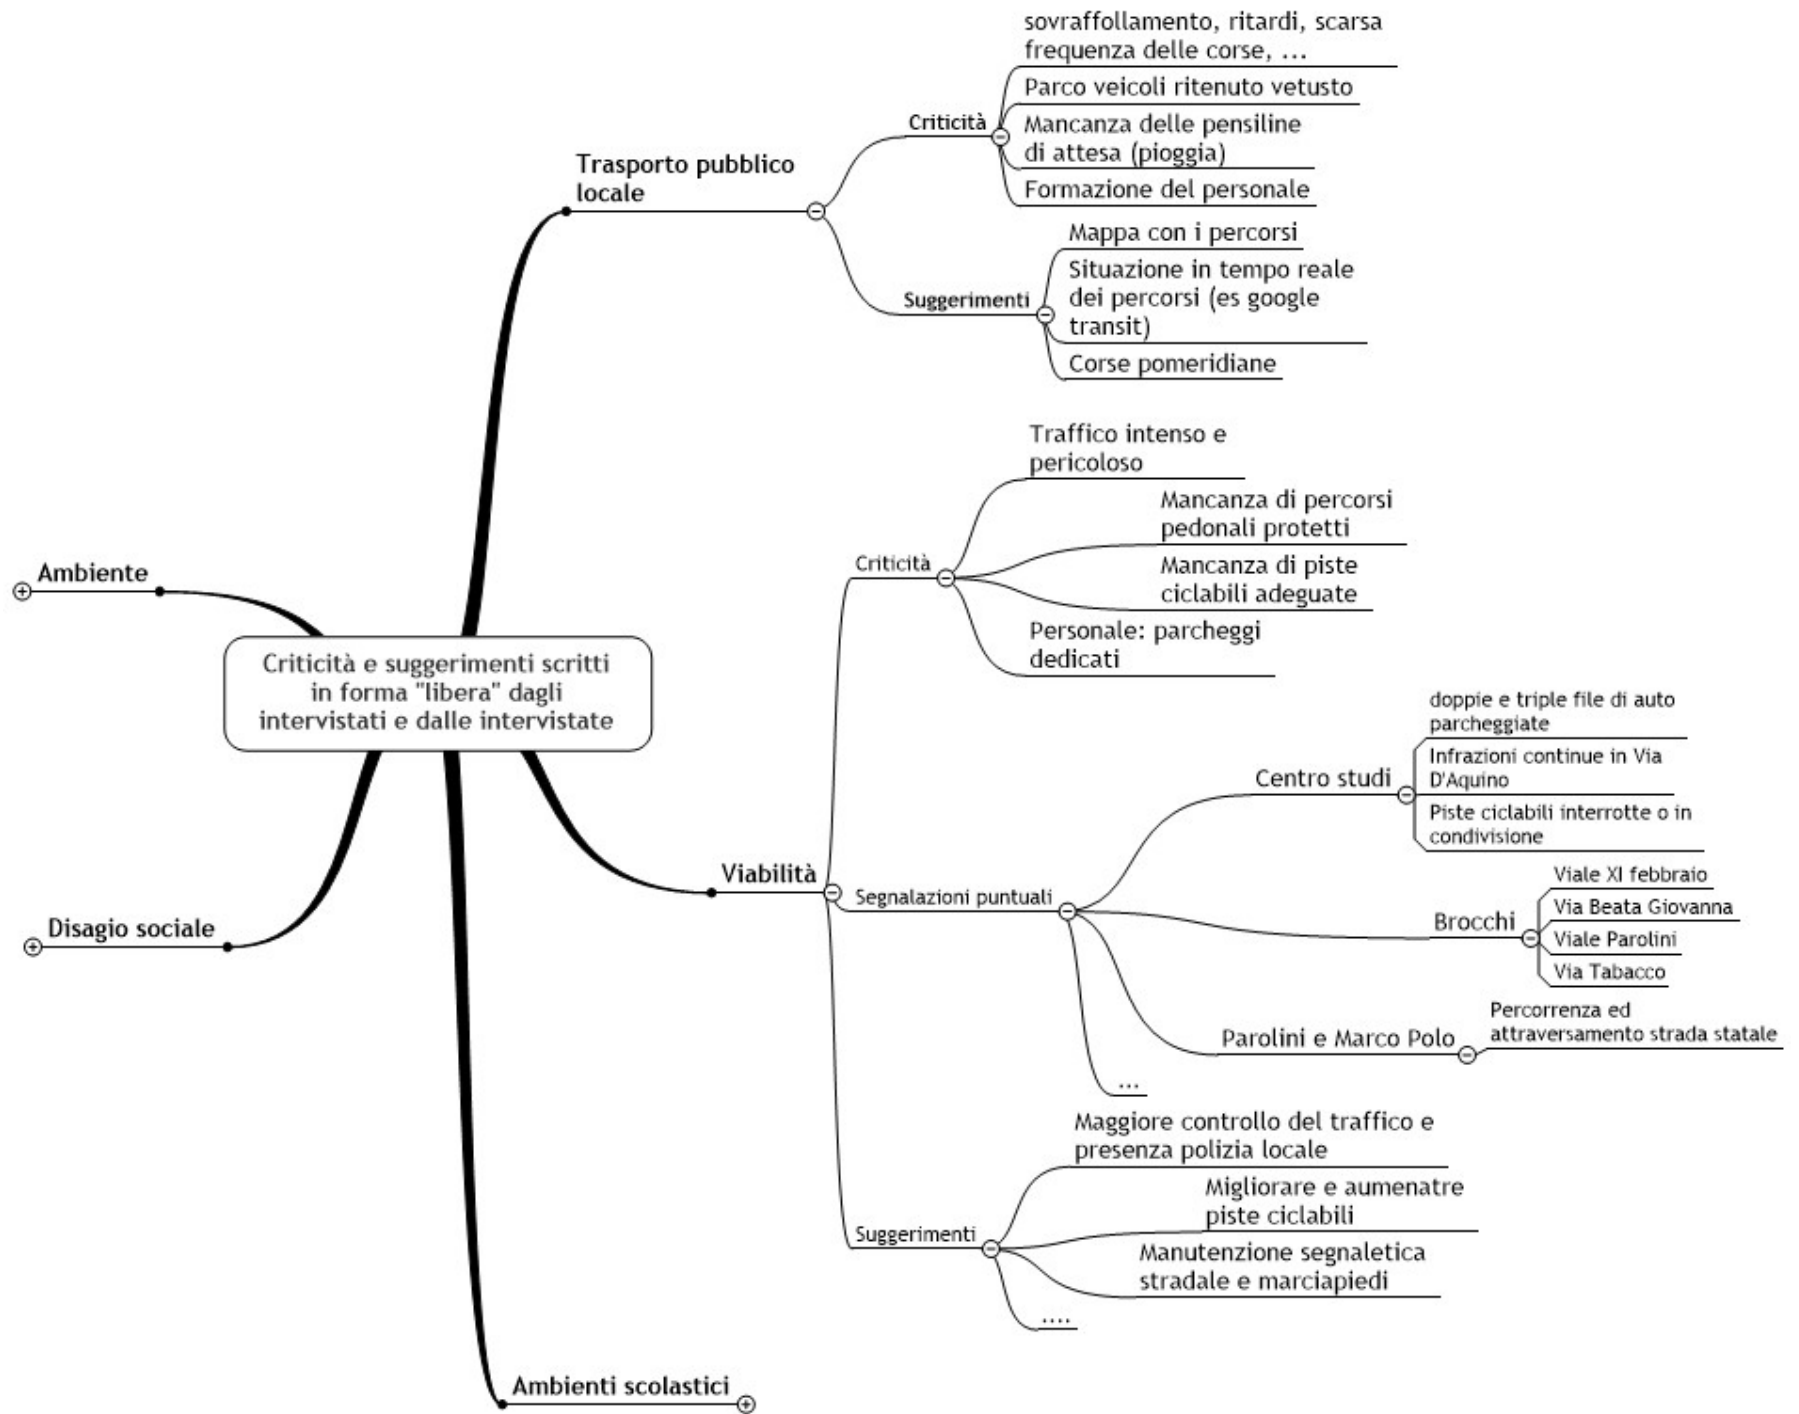 sovraffollamento, ritardi, scarsa
frequenza delle corse, ...
Parco veicoli ritenuto vetusto
Criticità
Mancanza delle pensiline
di attesa (pioggia)
Formazione del personale
Trasporto pubblico
locale
Mappa con i percorsi
Situazione in tempo reale
dei percorsi (es google
transit)
Suggerimenti
Corse pomeridiane
Traffico intenso e
pericoloso
Mancanza di percorsi
pedonali protetti
Criticità
Mancanza di piste
ciclabili adeguate
Personale: parcheggi
dedicati
Ambiente
Criticità e suggerimenti scritti
in forma "libera" dagli
intervistati e dalle intervistate
doppie e triple file di auto
parcheggiate
Centro studi
Infrazioni continue in Via
D'Aquino
Piste ciclabili interrotte o in
condivisione
Viabilità
Segnalazioni puntuali
Viale XI febbraio
Via Beata Giovanna
Brocchi
Viale Parolini
Via Tabacco
Disagio sociale
Parolini e Marco Polo
Percorrenza ed
attraversamento strada statale
...
Maggiore controllo del traffico e
presenza polizia locale
Migliorare e aumenatre
piste ciclabili
Suggerimenti
Manutenzione segnaletica
stradale e marciapiedi
....
Ambienti scolastici